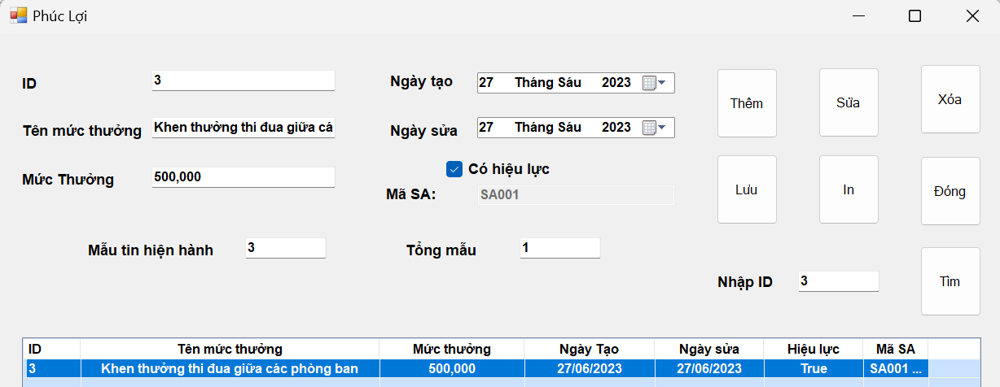 Phúc Lợi
ID 3 Ngày tạo 27 Tháng Sáu 2023 Thêm Sửa Xóa
Tên mức thưởng Khen thưởng thi đua giữa cá Ngày sửa 27 Tháng Sáu 2023
Có hiệu lực
Mức Thưởng 500,000
Mã SA: SA001 Lưu In Đóng
Mẫu tin hiện hành 3 Tổng mẫu 1
Nhập ID 3 Tìm
ID Tên mức thưởng Mức thưởng Ngày Tạo Ngày sửa Hiệu lực Mã SA
3 Khen thưởng thi đua giữa các phòng ban 500,000 27/06/2023 27/06/2023 True SA001 ...